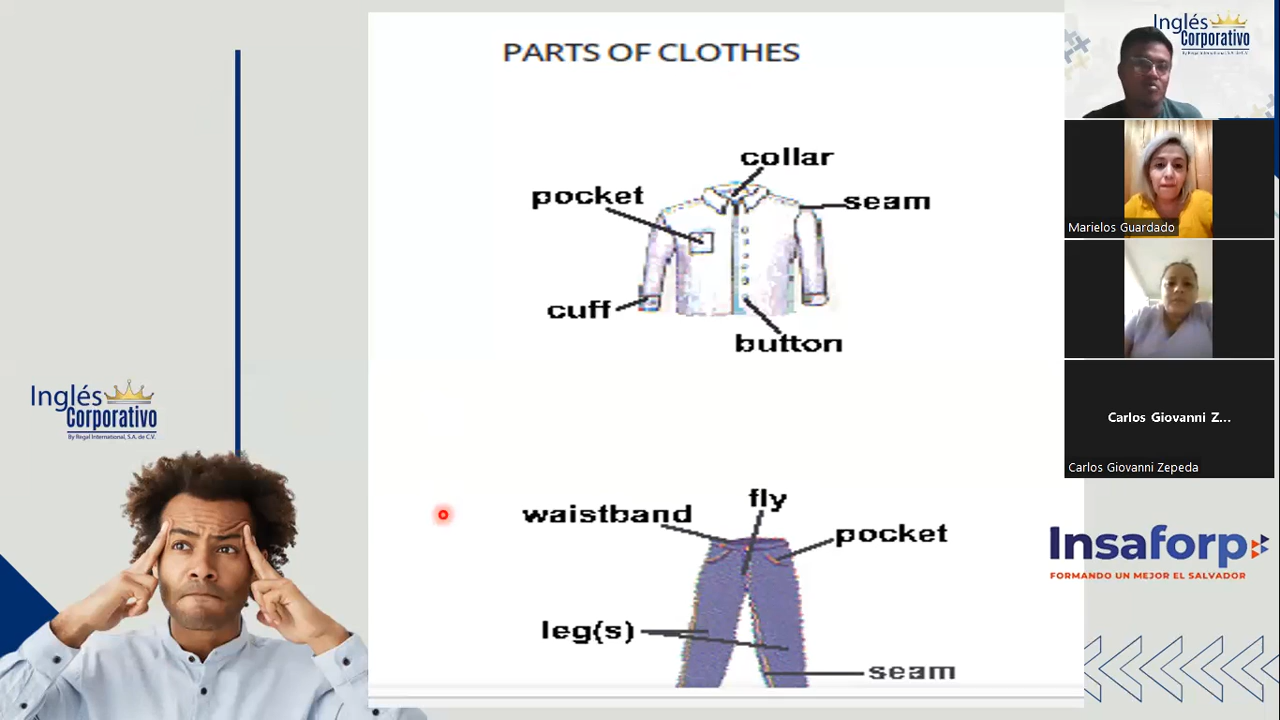 PARTS OF CLOTHES
collar
pocket
seam
cuff
button
fly
waistband
pocket
leg(s)
seam
Inglés
Corporativo
By Regal International, S.A. de C.V.
Inglés
Corporativo
Marielos Guardado
Carlos Giovanni Z...
Carlos Giovanni Zepeda
Insaforp
FORMANDO UN MEJOR EL SALVADOR